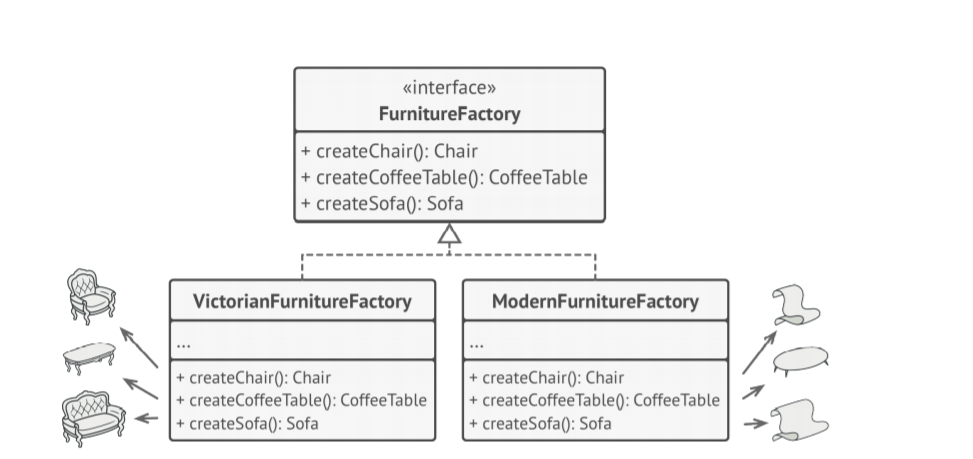 «interface»
FurnitureFactory
+ createChair(): Chair
+ createCoffeeTable(): CoffeeTable
+ createSofa(): Sofa
VictorianFurnitureFactory
...
+ createChair(): Chair
+ createCoffeeTable(): CoffeeTable
+ createSofa(): Sofa
ModernFurnitureFactory
...
+ createChair(): Chair
+ createCoffeeTable(): CoffeeTable
+ createSofa(): Sofa